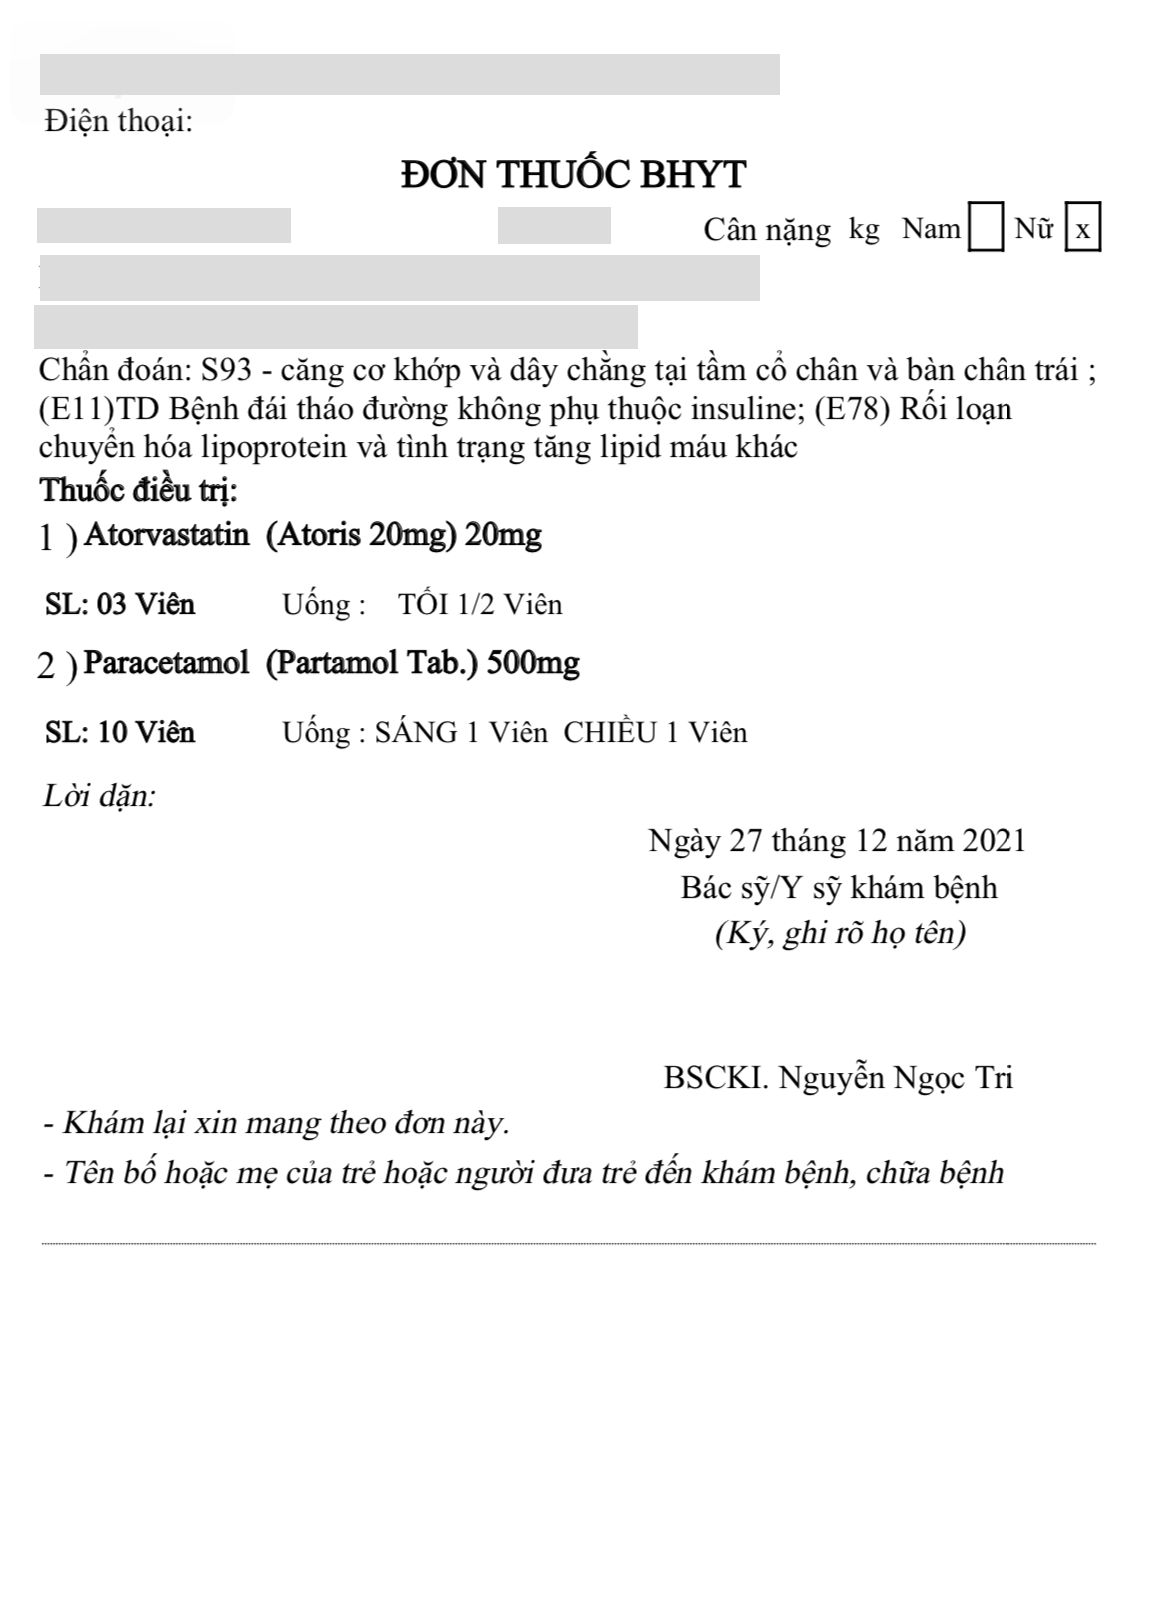 Điện thoại:
ĐƠN THUỐC BHYT
Cân nặng kg Nam Nữ x
Chẩn đoán: S93 - căng cơ khớp và dây chằng tại tầm cổ chân và bàn chân trái ;
(E11)TD Bệnh đái tháo đường không phụ thuộc insuline; (E78) Rối loạn
chuyển hóa lipoprotein và tình trạng tăng lipid máu khác
Thuốc điều trị:
1 ) Atorvastatin (Atoris 20mg) 20mg
SL: 03 Viên Uống : TỐI 1/2 Viên
2 ) Paracetamol (Partamol Tab.) 500mg
SL: 10 Viên Uống : SÁNG 1 Viên CHIỀU 1 Viên
Lời dặn:
Ngày 27 tháng 12 năm 2021
Bác sỹ/Y sỹ khám bệnh
(Ký, ghi rõ họ tên)
BSCKI. Nguyễn Ngọc Tri
- Khám lại xin mang theo đơn này.
- Tên bố hoặc mẹ của trẻ hoặc người đưa trẻ đến khám bệnh, chữa bệnh